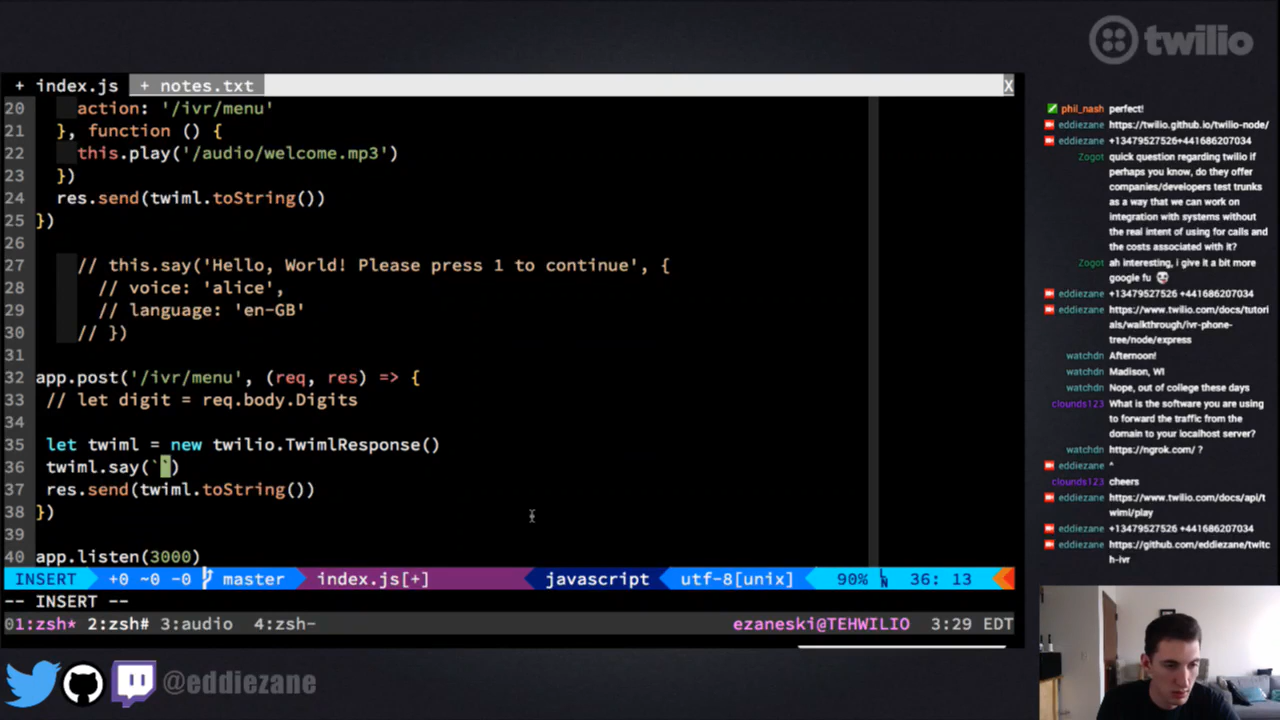 twilio
+ index.js + notes.txt X
20 action: '/ivr/menu'
21 }, function () {
22 this.play('/audio/welcome.mp3')
23 })
24 res.send(twiml.toString())
25 })
26
27 // this.say('Hello, World! Please press 1 to continue', {
28 // voice: 'alice',
29 // language: 'en-GB'
30 // })
31
32 app.post('/ivr/menu', (req, res) => {
33 // let digit = req.body.Digits
34
35 let twiml = new twilio.TwimlResponse()
36 twiml.say(``)
37 res.send(twiml.toString())
38 })
39
40 app.listen(3000)
INSERT +0 ~0 -0 master index.js[+] javascript utf-8[unix] 90% 36: 13
-- INSERT --
01:zsh* 2:zsh# 3:audio 4:zsh- ezaneski@TEHWILIO 3:29 EDT
@eddiezane
phil_nash perfect!
eddiezane https://twilio.github.io/twilio-node/
eddiezane +13479527526+441686207034
Zogot quick question regarding twilio if
perhaps you know, do they offer
companies/developers test trunks
as a way that we can work on
integration with systems without
the real intent of using for calls and
the costs associated with it?
Zogot ah interesting, i give it a bit more
google fu
eddiezane +13479527526 +441686207034
eddiezane https://www.twilio.com/docs/tutori
als/walkthrough/ivr-phone-
tree/node/express
watchdn Afternoon!
watchdn Madison, WI
watchdn Nope, out of college these days
clounds123 What is the software you are using
to forward the traffic from the
domain to your localhost server?
watchdn https://ngrok.com/ ?
eddiezane ^
clounds123 cheers
eddiezane https://www.twilio.com/docs/api/t
wiml/play
eddiezane +13479527526 +441686207034
eddiezane https://github.com/eddiezane/twitc
h-ivr